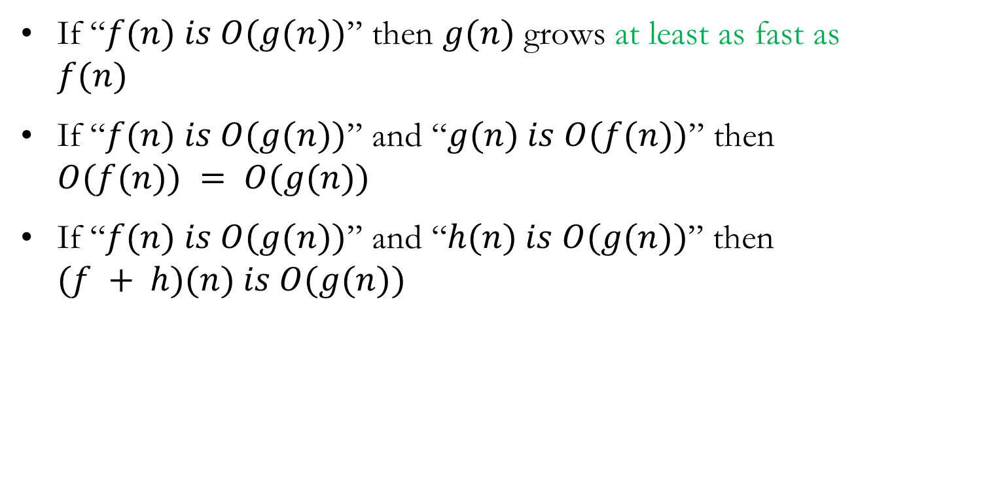 • If “f(n) is O(g(n))” then g(n) grows at least as fast as
f(n)
• If “f(n) is O(g(n))” and “g(n) is O(f(n))” then
O(f(n)) = O(g(n))
• If “f(n) is O(g(n))” and “h(n) is O(g(n))” then
(f + h)(n) is O(g(n))